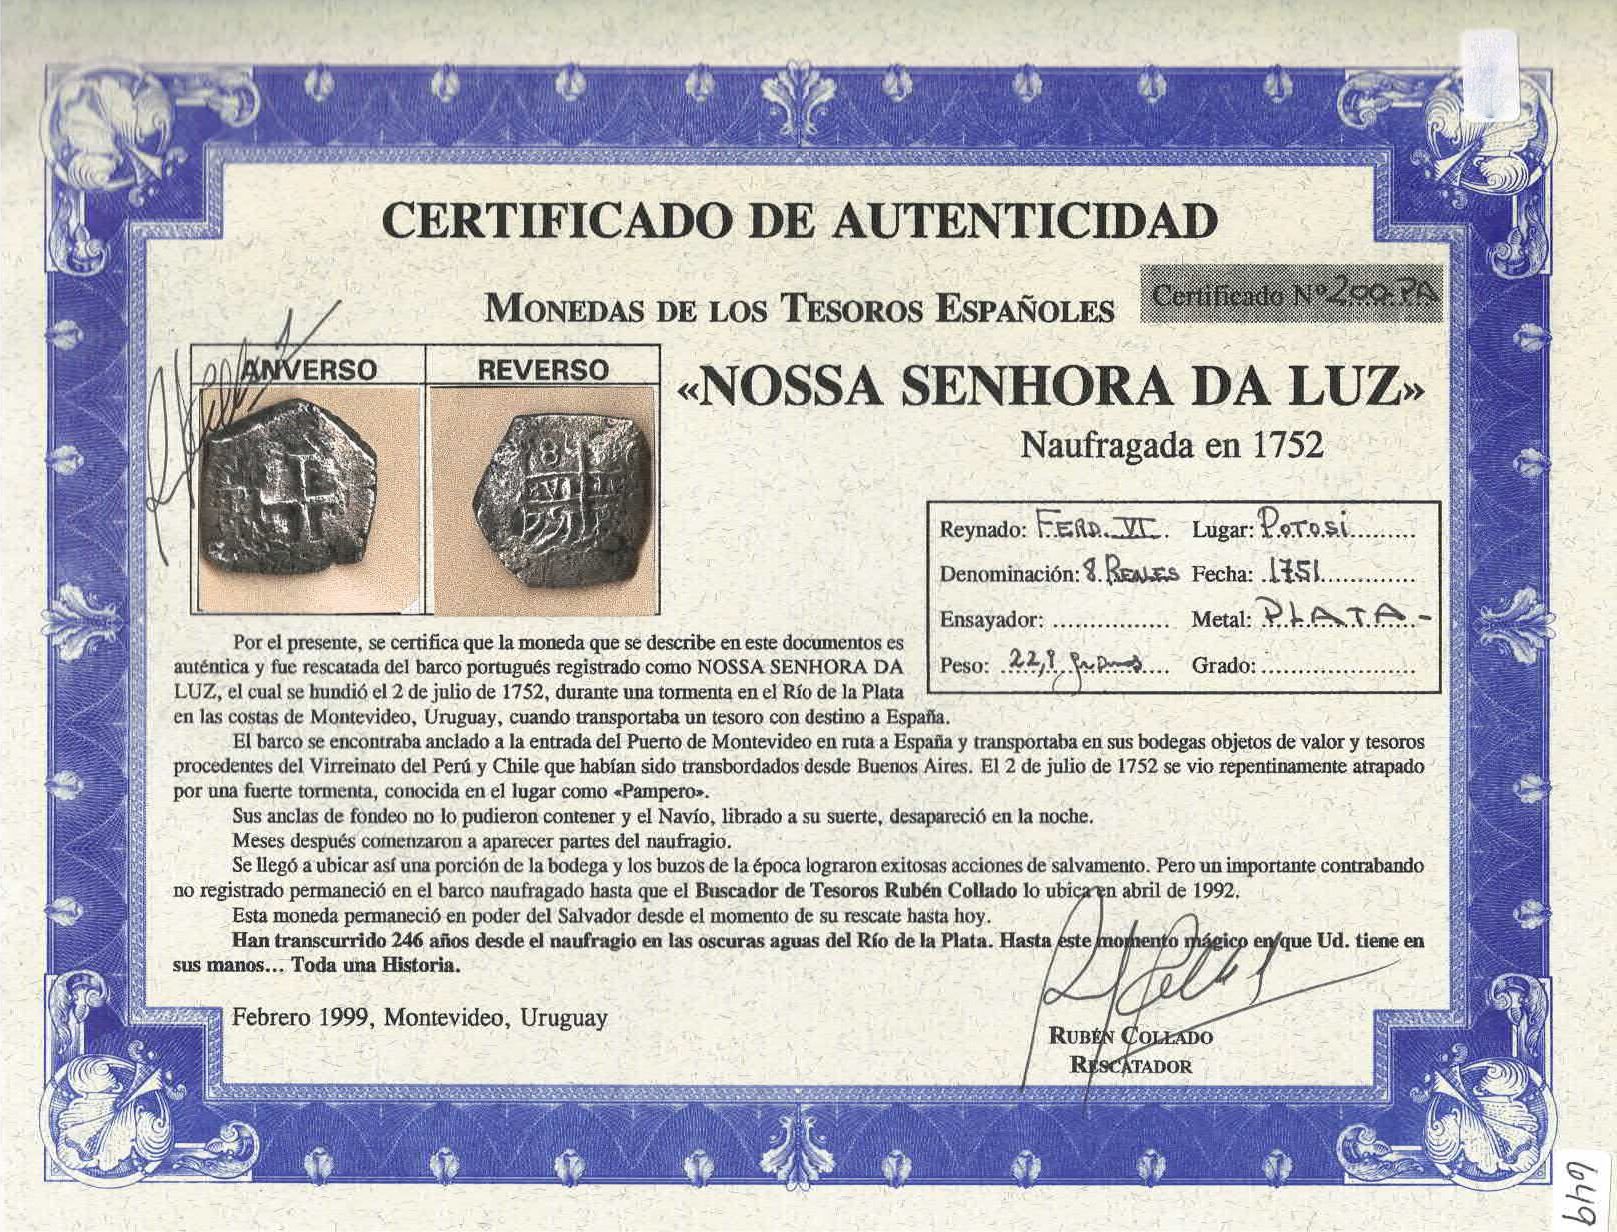 CERTIFICADO DE AUTENTICIDAD
MONEDAS DE LOS TESOROS ESPAÑOLES
Certificado Nº 200.PA
ANVERSO REVERSO
«NOSSA SENHORA DA LUZ»
Naufragada en 1752
Reynado: FERD. VI. Lugar: POTOSI
Denominación: 8 REALES Fecha: 1751
Ensayador: Metal: PLATA-
Peso: 22,8 gramos Grado:
Por el presente, se certifica que la moneda que se describe en este documentos es
auténtica y fue rescatada del barco portugués registrado como NOSSA SENHORA DA
LUZ, el cual se hundió el 2 de julio de 1752, durante una tormenta en el Río de la Plata
en las costas de Montevideo, Uruguay, cuando transportaba un tesoro con destino a España.
El barco se encontraba anclado a la entrada del Puerto de Montevideo en ruta a España y transportaba en sus bodegas objetos de valor y tesoros
procedentes del Virreinato del Perú y Chile que habían sido transbordados desde Buenos Aires. El 2 de julio de 1752 se vio repentinamente atrapado
por una fuerte tormenta, conocida en el lugar como «Pampero».
Sus anclas de fondeo no lo pudieron contener y el Navío, librado a su suerte, desapareció en la noche.
Meses después comenzaron a aparecer partes del naufragio.
Se llegó a ubicar así una porción de la bodega y los buzos de la época lograron exitosas acciones de salvamento. Pero un importante contrabando
no registrado permaneció en el barco naufragado hasta que el Buscador de Tesoros Rubén Collado lo ubica en abril de 1992.
Esta moneda permaneció en poder del Salvador desde el momento de su rescate hasta hoy.
Han transcurrido 246 años desde el naufragio en las oscuras aguas del Río de la Plata. Hasta este momento mágico en que Ud. tiene en
sus manos... Toda una Historia.
Febrero 1999, Montevideo, Uruguay
RUBÉN COLLADO
RESCATADOR
649